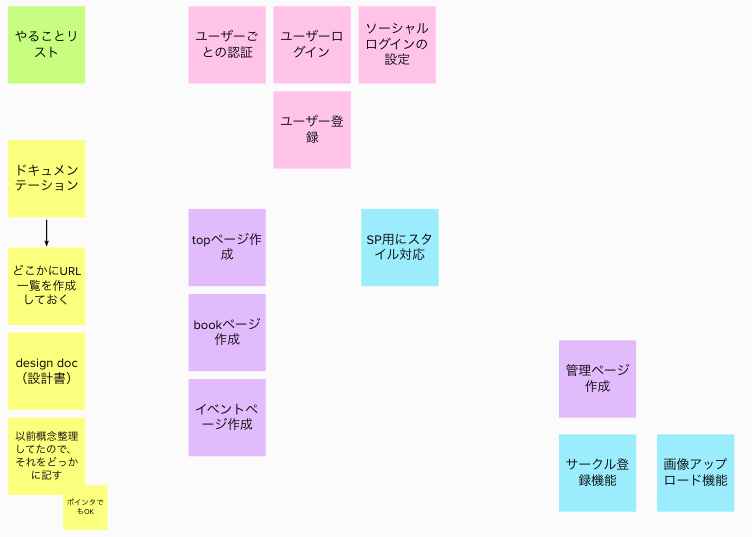 やることリ
スト
ユーザーご
との認証
ユーザーロ
グイン
ソーシャル
ログインの
設定
ユーザー登
録
ドキュメン
テーション
どこかにURL
一覧を作成
しておく
design doc
（設計書）
以前概念整理
してたので、
それをどっか
に記す
ポインタで
もOK
topページ作
成
SP用にスタ
イル対応
bookページ
作成
イベントペ
ージ作成
管理ページ
作成
サークル登
録機能
画像アップ
ロード機能